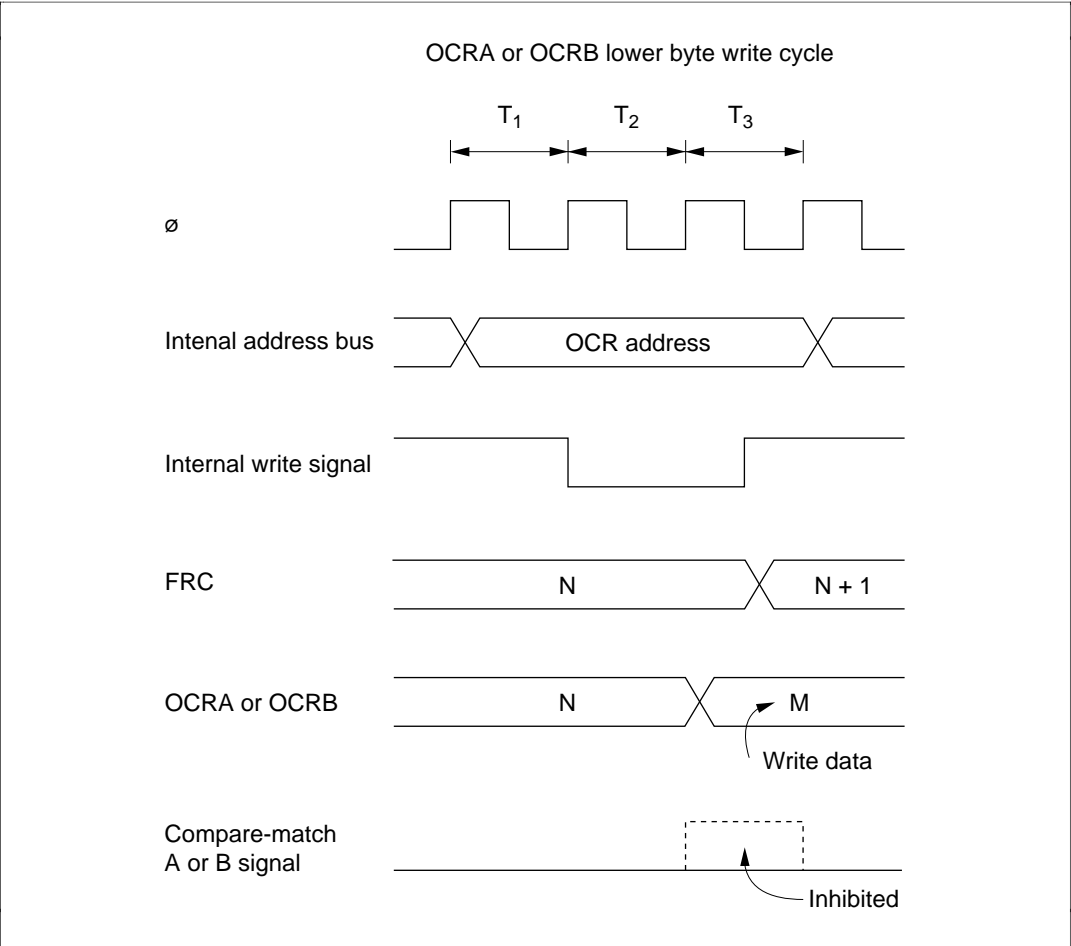 OCRA or OCRB lower byte write cycle
T1 T2 T3
ø
Intenal address bus
OCR address
Internal write signal
FRC
N
N + 1
OCRA or OCRB
N
M
Write data
Compare-match
A or B signal
Inhibited